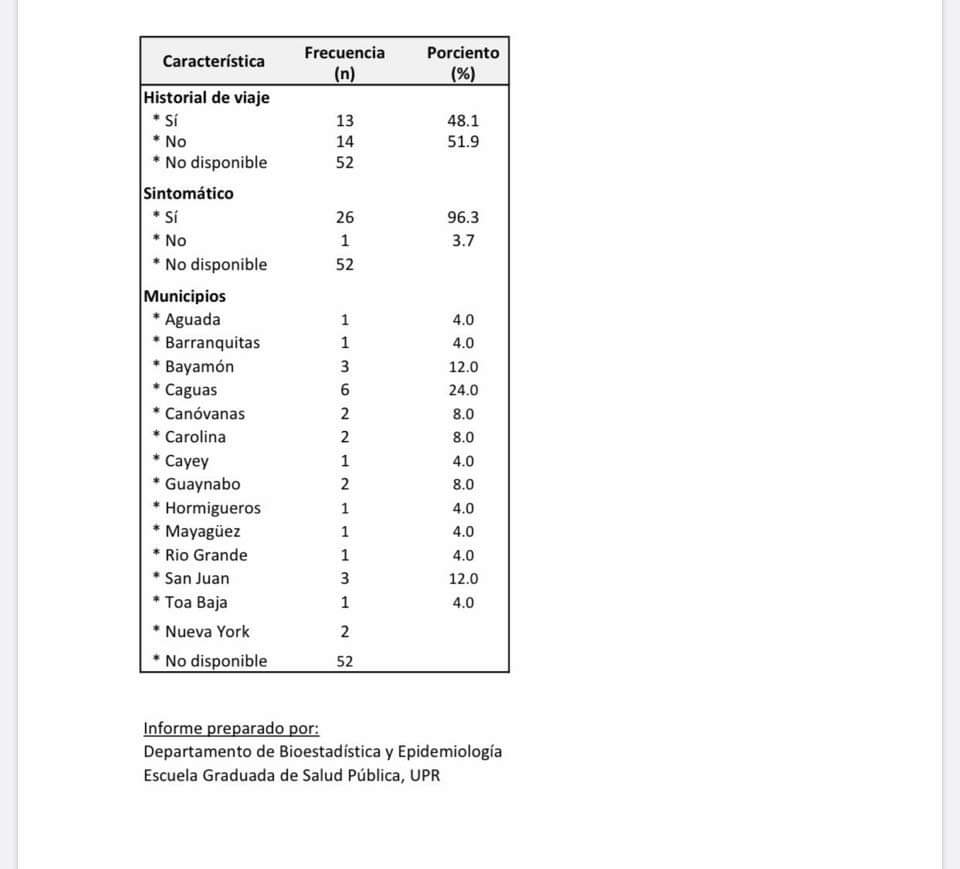 Característica Frecuencia (n) Porciento (%)
Historial de viaje
* Sí 13 48.1
* No 14 51.9
* No disponible 52
Sintomático
* Sí 26 96.3
* No 1 3.7
* No disponible 52
Municipios
* Aguada 1 4.0
* Barranquitas 1 4.0
* Bayamón 3 12.0
* Caguas 6 24.0
* Canóvanas 2 8.0
* Carolina 2 8.0
* Cayey 1 4.0
* Guaynabo 2 8.0
* Hormigueros 1 4.0
* Mayagüez 1 4.0
* Rio Grande 1 4.0
* San Juan 3 12.0
* Toa Baja 1 4.0
* Nueva York 2
* No disponible 52
Informe preparado por:
Departamento de Bioestadística y Epidemiología
Escuela Graduada de Salud Pública, UPR